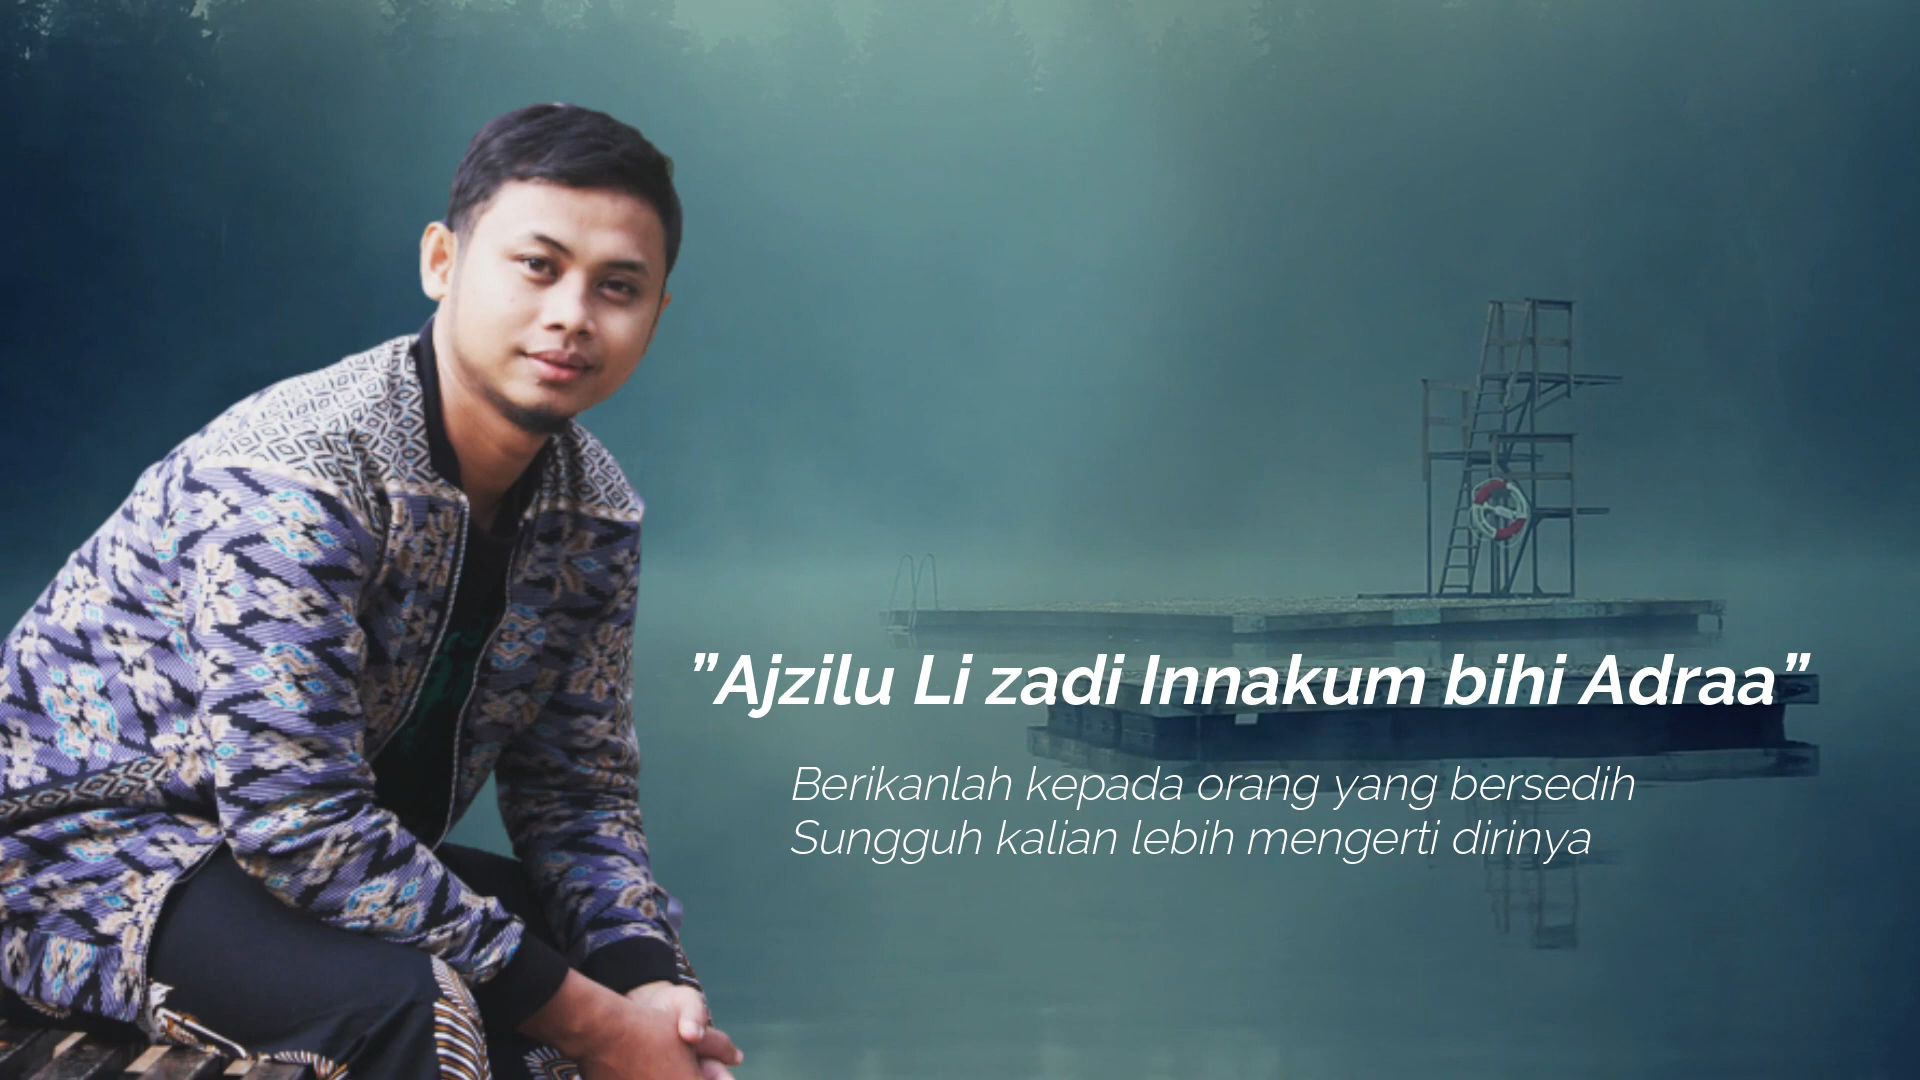 ”Ajzilu Li zadi Innakum bihi Adraa”
Berikanlah kepada orang yang bersedih
Sungguh kalian lebih mengerti dirinya